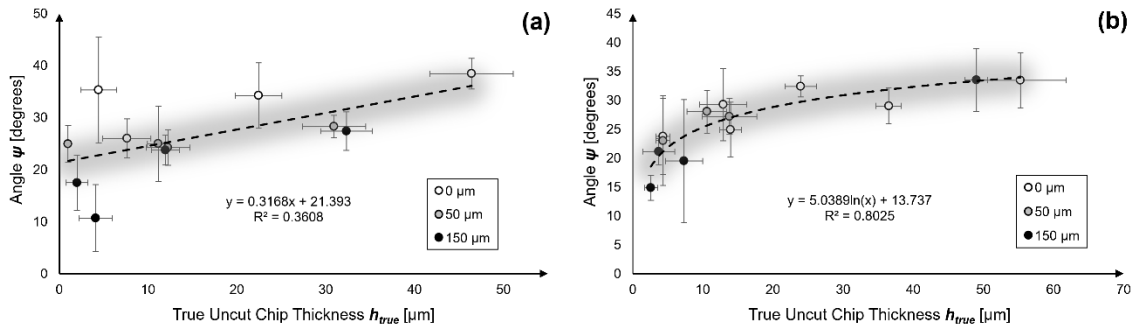 (a)
Angle Ψ [degrees]
50
40
30
20
10
0
y = 0.3168x + 21.393
R² = 0.3608
0 µm
50 µm
150 µm
0
10
20
30
40
50
60
True Uncut Chip Thickness h_true [µm]
(b)
Angle Ψ [degrees]
45
40
35
30
25
20
15
10
5
0
y = 5.0389ln(x) + 13.737
R² = 0.8025
0 µm
50 µm
150 µm
0
10
20
30
40
50
60
70
True Uncut Chip Thickness h_true [µm]